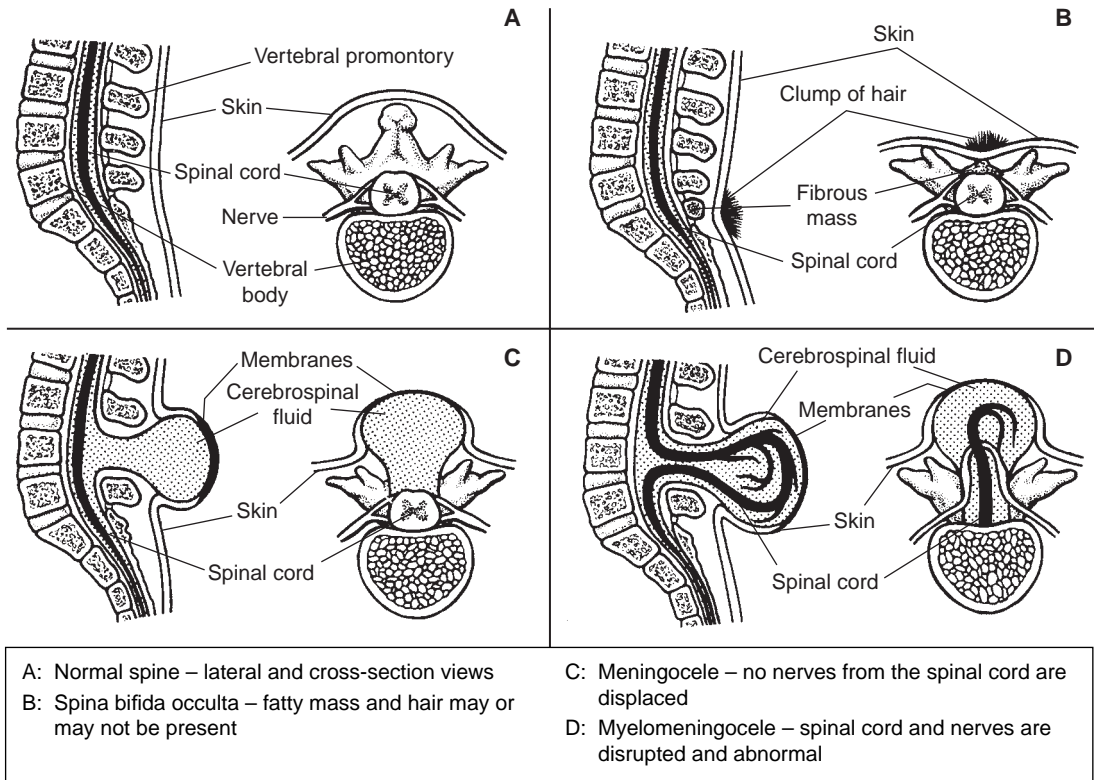 A
Vertebral promontory
Skin
Spinal cord
Nerve
Vertebral
body
B
Skin
Clump of hair
Fibrous
mass
Spinal cord
C
Membranes
Cerebrospinal
fluid
Skin
Spinal cord
D
Cerebrospinal fluid
Membranes
Skin
Spinal cord
A: Normal spine – lateral and cross-section views
B: Spina bifida occulta – fatty mass and hair may or
may not be present
C: Meningocele – no nerves from the spinal cord are
displaced
D: Myelomeningocele – spinal cord and nerves are
disrupted and abnormal